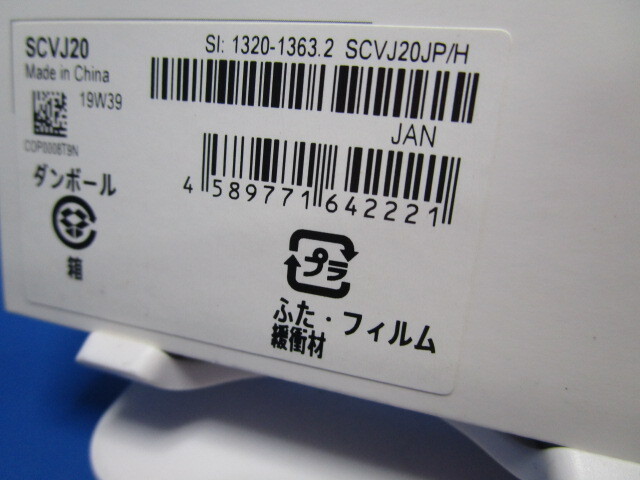 SCVJ20
SI: 1320-1363.2 SCVJ20JP/H
Made in China
19W39
COP0008T9N
JAN
4 589771 642221
ダンボール
箱
プラ
ふた・フィルム
緩衝材